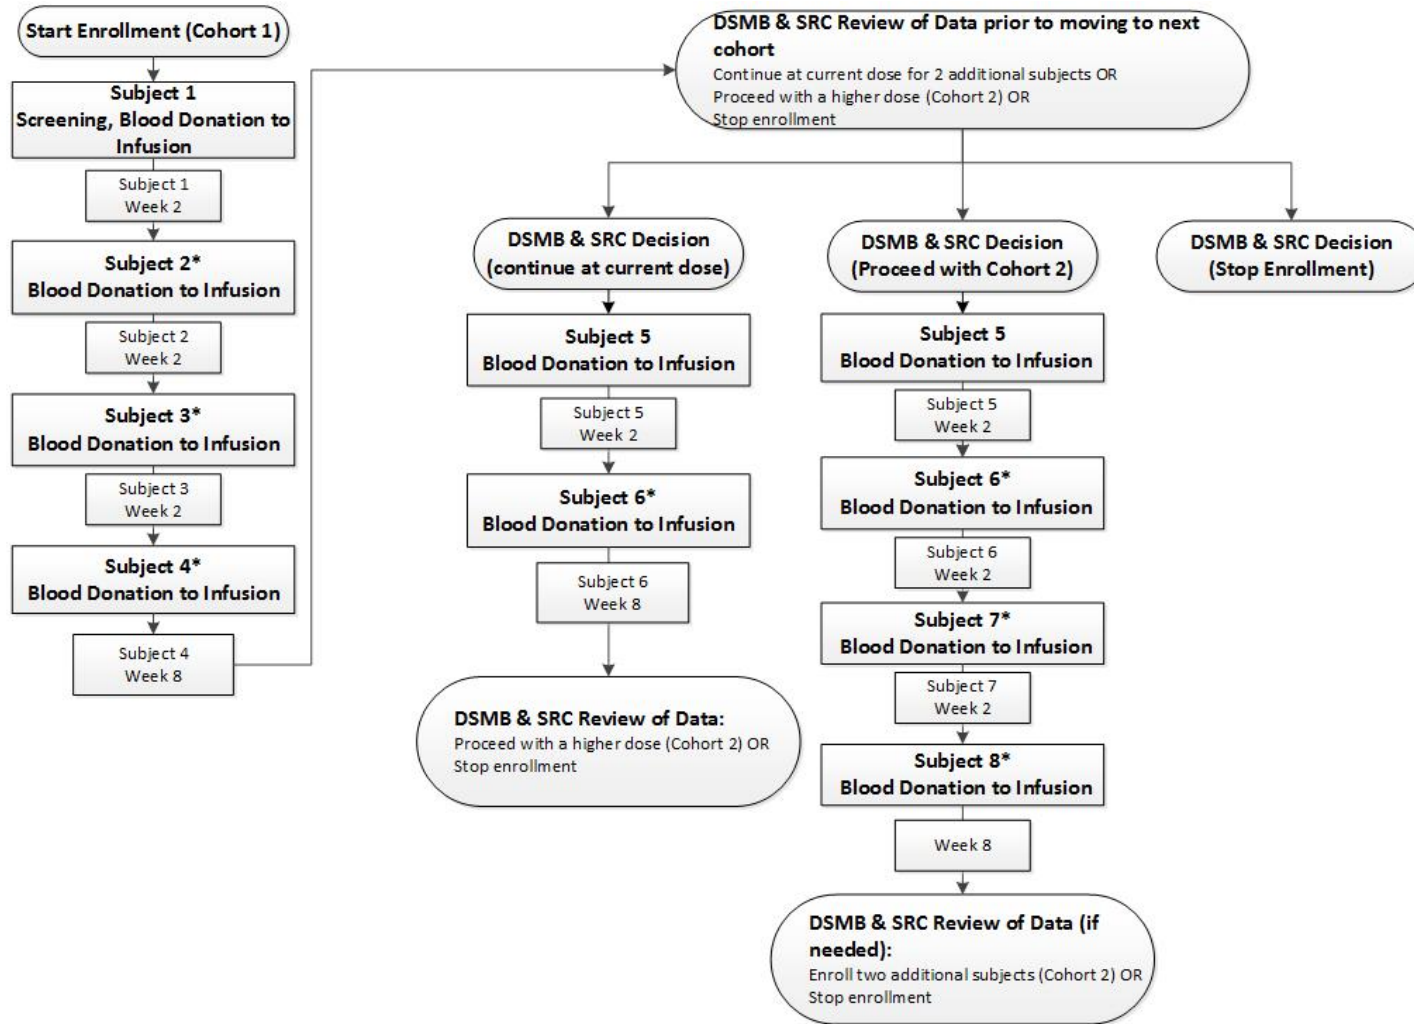 Start Enrollment (Cohort 1)
Subject 1
Screening, Blood Donation to
Infusion
Subject 1
Week 2
Subject 2*
Blood Donation to Infusion
Subject 2
Week 2
Subject 3*
Blood Donation to Infusion
Subject 3
Week 2
Subject 4*
Blood Donation to Infusion
Subject 4
Week 8
DSMB & SRC Review of Data prior to moving to next
cohort
Continue at current dose for 2 additional subjects OR
Proceed with a higher dose (Cohort 2) OR
Stop enrollment
DSMB & SRC Decision
(continue at current dose)
Subject 5
Blood Donation to Infusion
Subject 5
Week 2
Subject 6*
Blood Donation to Infusion
Subject 6
Week 8
DSMB & SRC Review of Data:
Proceed with a higher dose (Cohort 2) OR
Stop enrollment
DSMB & SRC Decision
(Proceed with Cohort 2)
Subject 5
Blood Donation to Infusion
Subject 5
Week 2
Subject 6*
Blood Donation to Infusion
Subject 6
Week 2
Subject 7*
Blood Donation to Infusion
Subject 7
Week 2
Subject 8*
Blood Donation to Infusion
Week 8
DSMB & SRC Review of Data (if
needed):
Enroll two additional subjects (Cohort 2) OR
Stop enrollment
DSMB & SRC Decision
(Stop Enrollment)